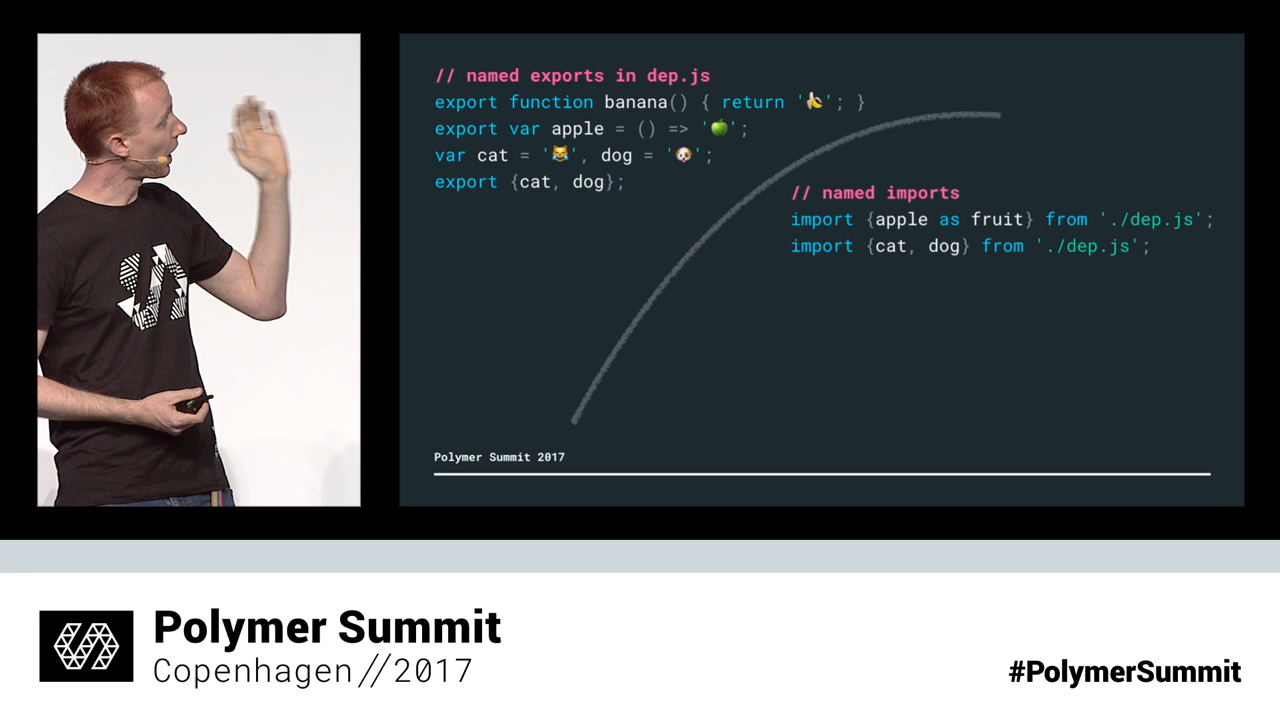 // named exports in dep.js
export function banana() { return '🍌'; }
export var apple = () => '🍏';
var cat = '😹', dog = '🐶';
export {cat, dog};
// named imports
import {apple as fruit} from './dep.js';
import {cat, dog} from './dep.js';
Polymer Summit 2017
Polymer Summit
Copenhagen//2017
#PolymerSummit